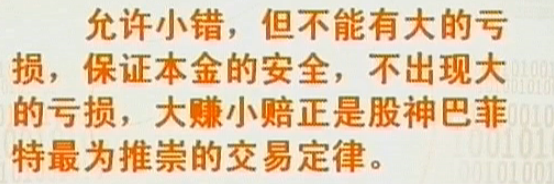 允许小错，但不能有大的亏
损，保证本金的安全，不出现大
的亏损，大赚小赔正是股神巴菲
特最为推崇的交易定律。